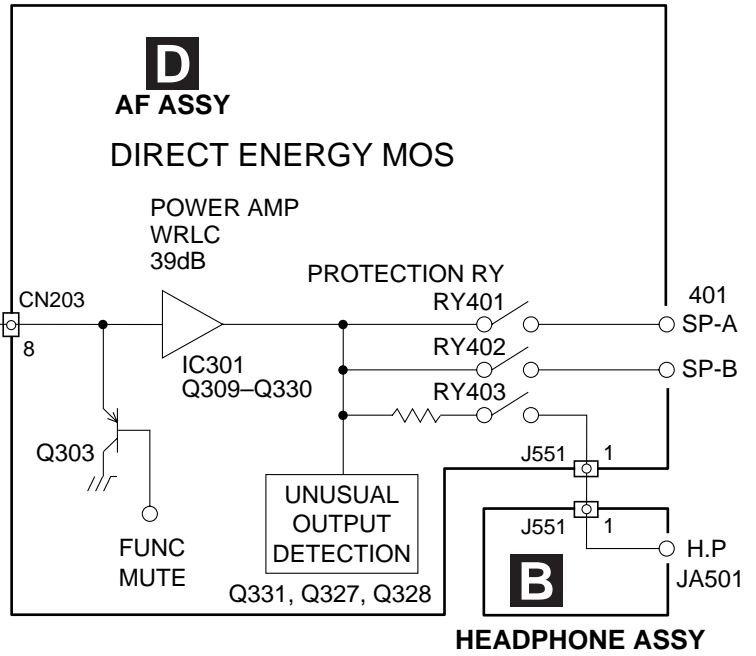 D
AF ASSY
DIRECT ENERGY MOS
POWER AMP
WRLC
39dB
PROTECTION RY
CN203
8
IC301
Q309–Q330
RY401
401
SP-A
RY402
SP-B
RY403
Q303
FUNC
MUTE
UNUSUAL
OUTPUT
DETECTION
Q331, Q327, Q328
J551
1
J551
1
B
H.P
JA501
HEADPHONE ASSY